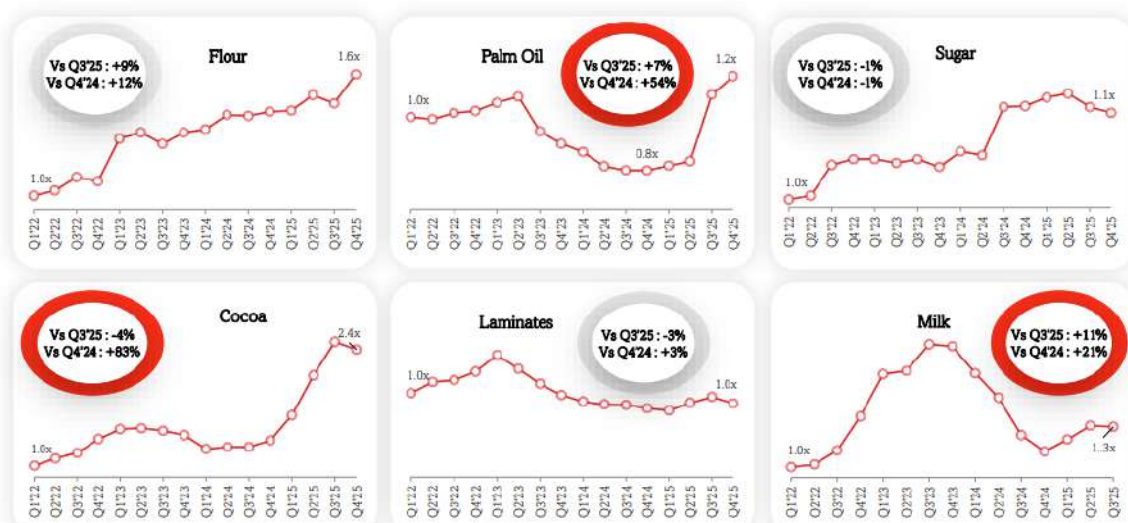 Flour
Vs Q3'25 : +9%
Vs Q4'24 : +12%
1.6x
1.0x
Q1'22 Q2'22 Q3'22 Q4'22 Q1'23 Q2'23 Q3'23 Q4'23 Q1'24 Q2'24 Q3'24 Q4'24 Q1'25 Q2'25 Q3'25 Q4'25
Palm Oil
Vs Q3'25 : +7%
Vs Q4'24 : +54%
1.2x
1.0x
0.8x
Q1'22 Q2'22 Q3'22 Q4'22 Q1'23 Q2'23 Q3'23 Q4'23 Q1'24 Q2'24 Q3'24 Q4'24 Q1'25 Q2'25 Q3'25 Q4'25
Sugar
Vs Q3'25 : -1%
Vs Q4'24 : -1%
1.1x
1.0x
Q1'22 Q2'22 Q3'22 Q4'22 Q1'23 Q2'23 Q3'23 Q4'23 Q1'24 Q2'24 Q3'24 Q4'24 Q1'25 Q2'25 Q3'25 Q4'25
Cocoa
Vs Q3'25 : -4%
Vs Q4'24 : +83%
2.4x
1.0x
Q1'22 Q2'22 Q3'22 Q4'22 Q1'23 Q2'23 Q3'23 Q4'23 Q1'24 Q2'24 Q3'24 Q4'24 Q1'25 Q2'25 Q3'25 Q4'25
Laminates
Vs Q3'25 : -3%
Vs Q4'24 : +3%
1.0x
1.0x
Q1'22 Q2'22 Q3'22 Q4'22 Q1'23 Q2'23 Q3'23 Q4'23 Q1'24 Q2'24 Q3'24 Q4'24 Q1'25 Q2'25 Q3'25 Q4'25
Milk
Vs Q3'25 : +11%
Vs Q4'24 : +21%
1.0x
1.3x
Q1'22 Q2'22 Q3'22 Q4'22 Q1'23 Q2'23 Q3'23 Q4'23 Q1'24 Q2'24 Q3'24 Q4'24 Q1'25 Q2'25 Q3'25